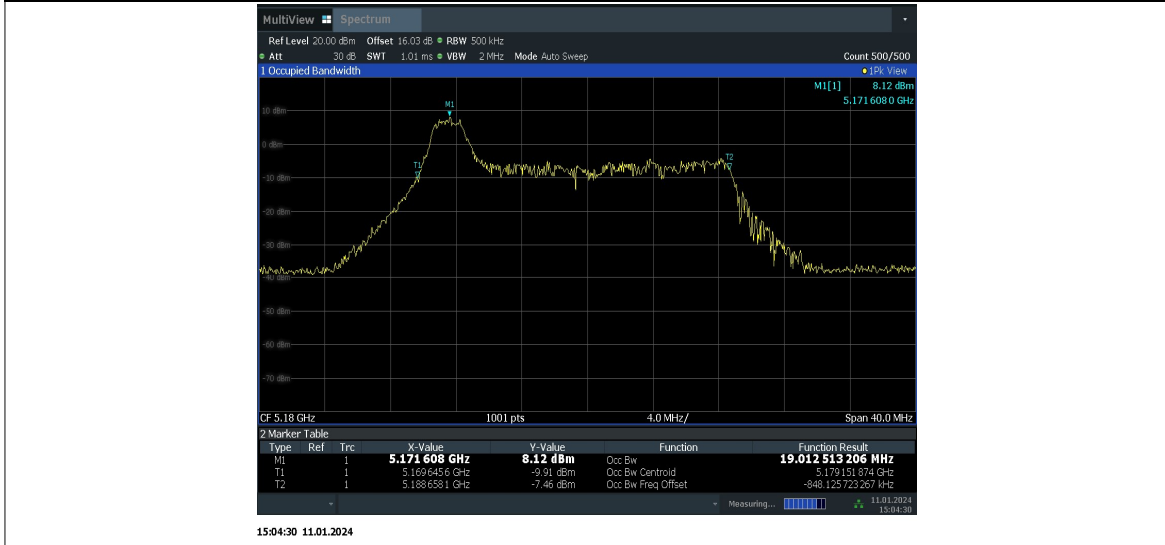 MultiView Spectrum
Ref Level 20.00 dBm Offset 16.03 dB RBW 500 kHz
Att 30 dB SWT 1.01 ms VBW 2 MHz Mode Auto Sweep Count 500/500
1 Occupied Bandwidth 1Pk View
M1[1] 8.12 dBm
5.171 608 0 GHz
M1
10 dBm
0 dBm
T2
T1
-10 dBm
-20 dBm
-30 dBm
-40 dBm
-50 dBm
-60 dBm
-70 dBm
CF 5.18 GHz 1001 pts 4.0 MHz/ Span 40.0 MHz
2 Marker Table
Type Ref Trc X-Value Y-Value Function Function Result
M1 1 5.171 608 GHz 8.12 dBm Occ Bw 19.012 513 206 MHz
T1 1 5.169 645 6 GHz -9.91 dBm Occ Bw Centroid 5.179 151 874 GHz
T2 1 5.188 658 1 GHz -7.46 dBm Occ Bw Freq Offset -848.125 723 267 kHz
Measuring... 11.01.2024
15:04:30
15:04:30 11.01.2024